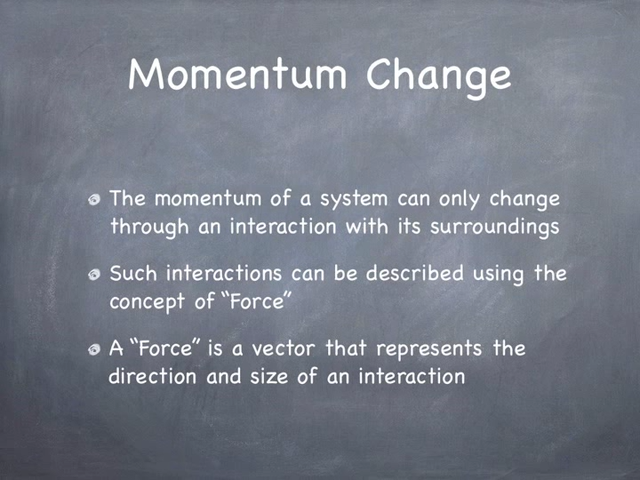 Momentum Change
The momentum of a system can only change
through an interaction with its surroundings
Such interactions can be described using the
concept of “Force”
A “Force” is a vector that represents the
direction and size of an interaction